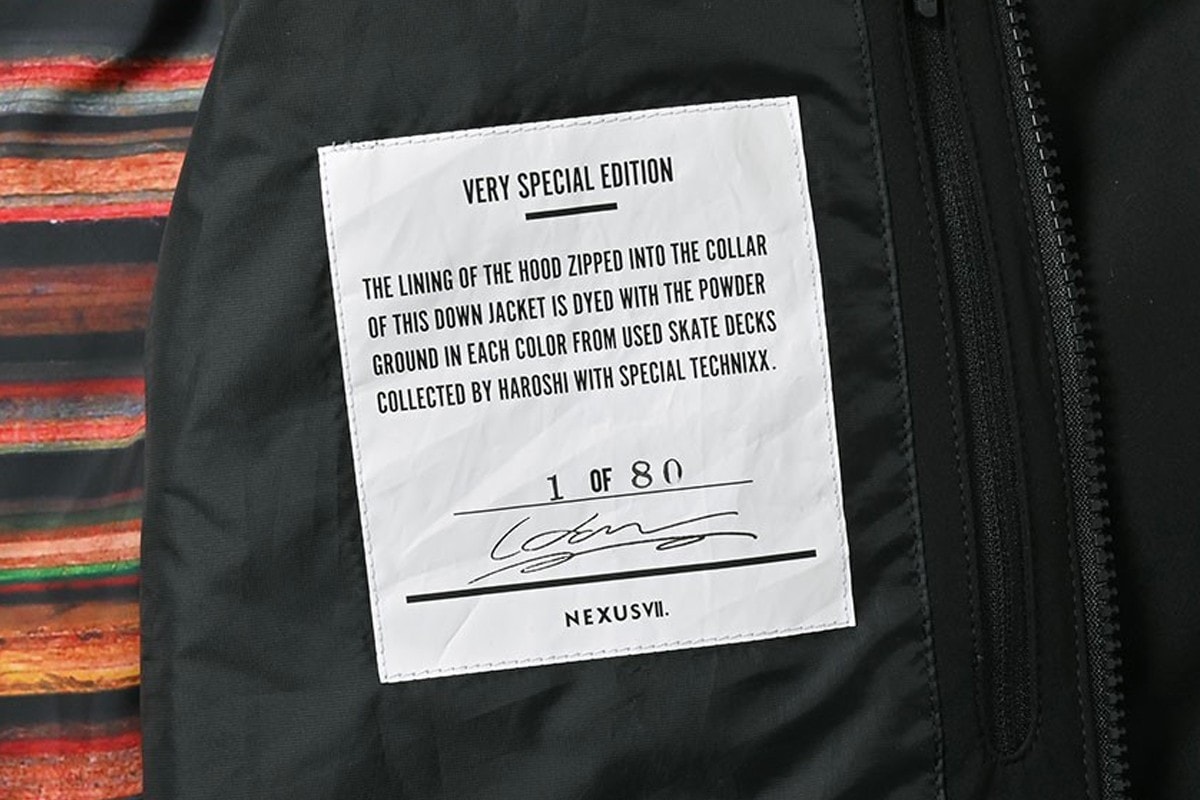 VERY SPECIAL EDITION
THE LINING OF THE HOOD ZIPPED INTO THE COLLAR
OF THIS DOWN JACKET IS DYED WITH THE POWDER
GROUND IN EACH COLOR FROM USED SKATE DECKS
COLLECTED BY HAROSHI WITH SPECIAL TECHNIXX.
1 OF 80
NEXUSVII.